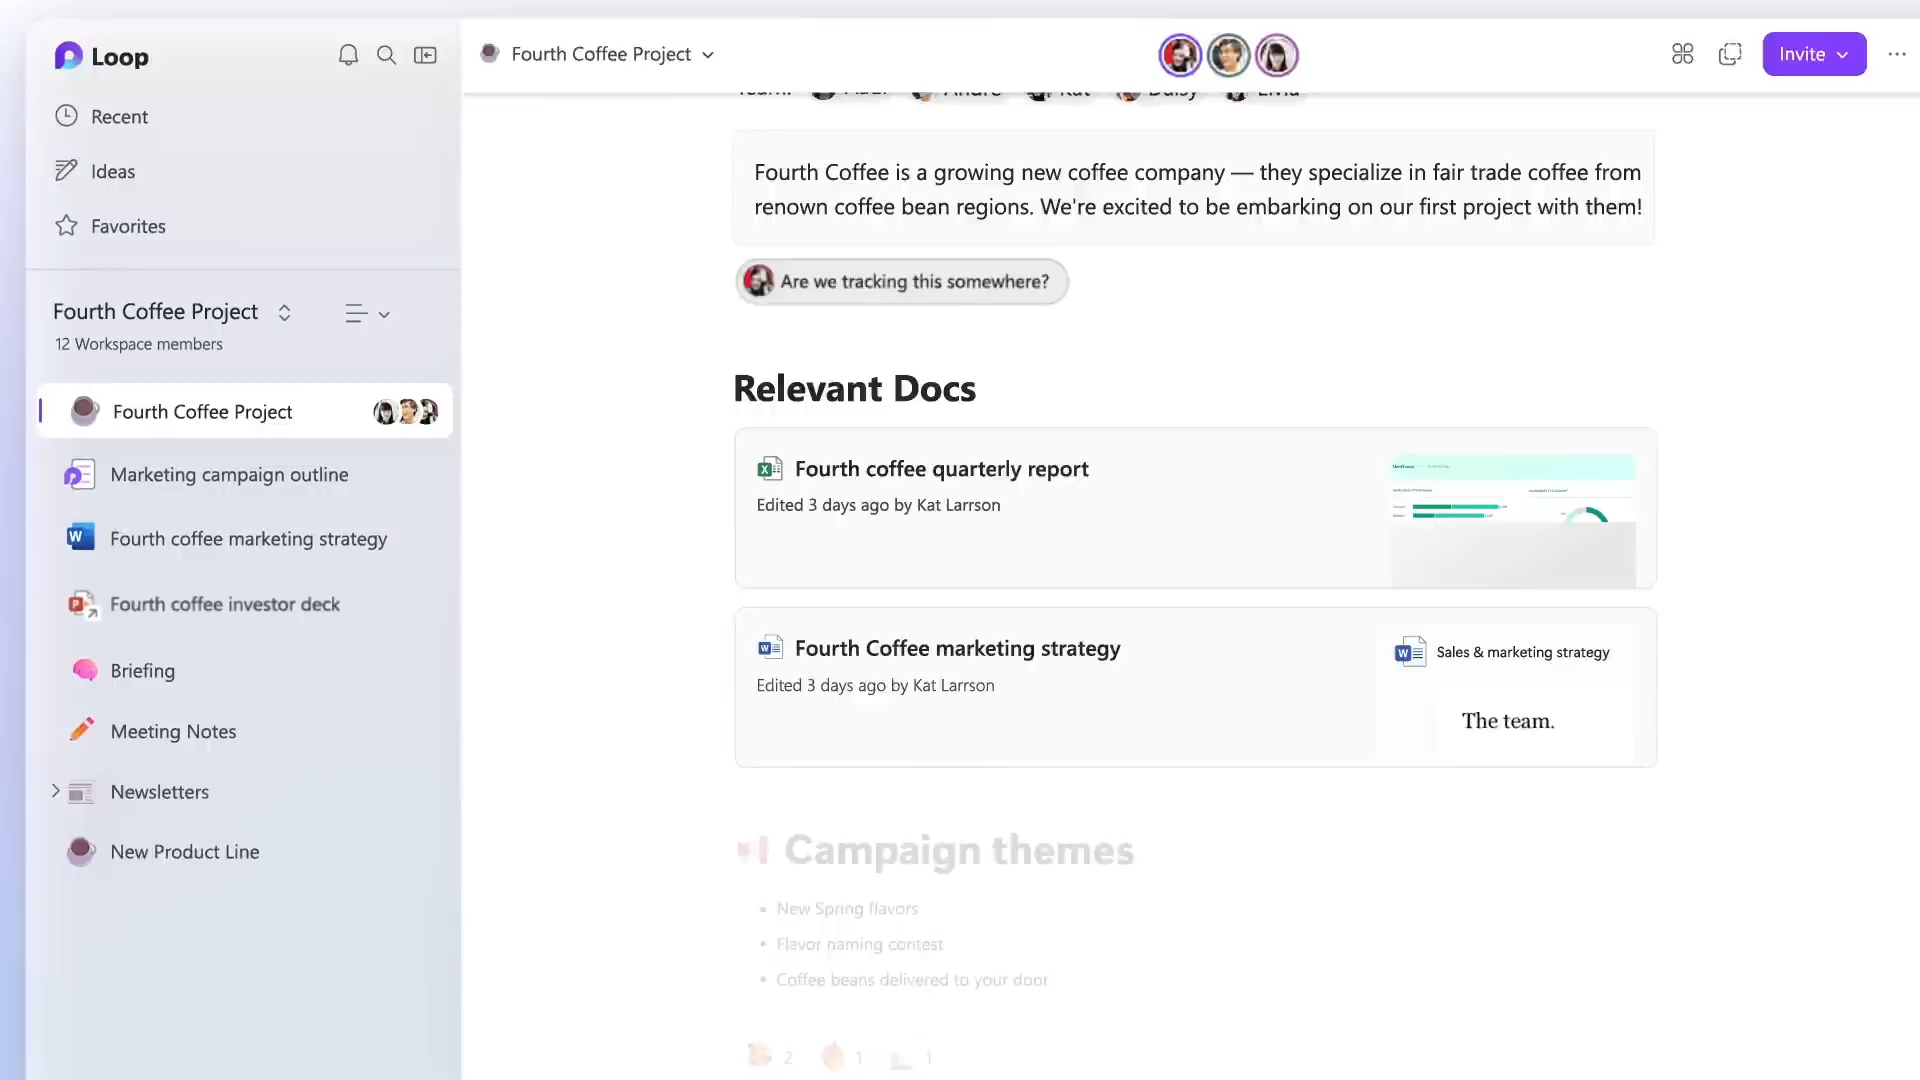 Loop
Recent
Ideas
Favorites
Fourth Coffee Project
12 Workspace members
Fourth Coffee Project
Marketing campaign outline
Fourth coffee marketing strategy
Fourth coffee investor deck
Briefing
Meeting Notes
Newsletters
New Product Line
Fourth Coffee Project
Invite
Kat Daisy
Fourth Coffee is a growing new coffee company — they specialize in fair trade coffee from
renown coffee bean regions. We're excited to be embarking on our first project with them!
Are we tracking this somewhere?
Relevant Docs
Fourth coffee quarterly report
Edited 3 days ago by Kat Larrson
Fourth Coffee marketing strategy
Edited 3 days ago by Kat Larrson
Sales & marketing strategy
The team.
Campaign themes
New Spring flavors
Flavor naming contest
Coffee beans delivered to your door
2 1 1